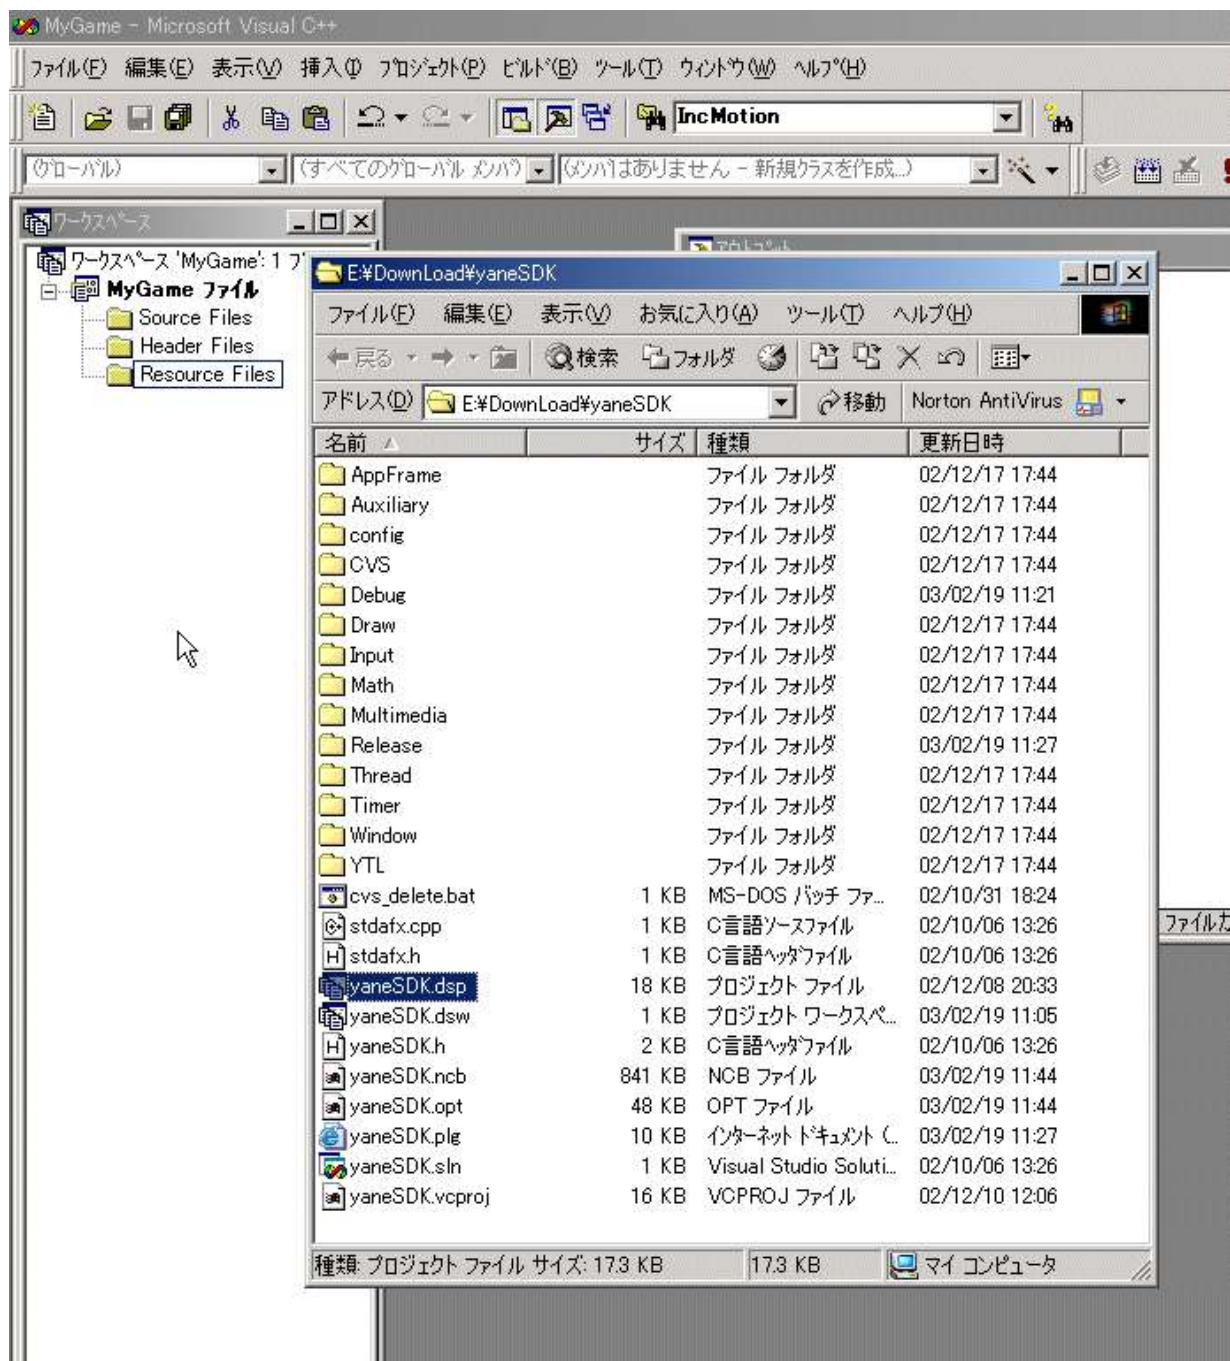 MyGame - Microsoft Visual C++
ファイル(F) 編集(E) 表示(V) 挿入(I) プロジェクト(P) ビルド(B) ツール(T) ウィンドウ(W) ヘルプ(H)
IncMotion
(グローバル) (すべてのグローバル メンバ) (メンバはありません - 新規クラスを作成...)
ワークスペース
アウトプット
ワークスペース 'MyGame': 1 プ
MyGame ファイル
Source Files
Header Files
Resource Files
E:¥DownLoad¥yaneSDK
ファイル(F) 編集(E) 表示(V) お気に入り(A) ツール(T) ヘルプ(H)
戻る 検索 フォルダ
アドレス(D) E:¥DownLoad¥yaneSDK 移動 Norton AntiVirus
名前 サイズ 種類 更新日時
AppFrame ファイル フォルダ 02/12/17 17:44
Auxiliary ファイル フォルダ 02/12/17 17:44
config ファイル フォルダ 02/12/17 17:44
CVS ファイル フォルダ 02/12/17 17:44
Debug ファイル フォルダ 03/02/19 11:21
Draw ファイル フォルダ 02/12/17 17:44
Input ファイル フォルダ 02/12/17 17:44
Math ファイル フォルダ 02/12/17 17:44
Multimedia ファイル フォルダ 02/12/17 17:44
Release ファイル フォルダ 03/02/19 11:27
Thread ファイル フォルダ 02/12/17 17:44
Timer ファイル フォルダ 02/12/17 17:44
Window ファイル フォルダ 02/12/17 17:44
YTL ファイル フォルダ 02/12/17 17:44
cvs_delete.bat 1 KB MS-DOS バッチ ファ... 02/10/31 18:24
stdafx.cpp 1 KB C言語ソースファイル 02/10/06 13:26
stdafx.h 1 KB C言語ヘッダファイル 02/10/06 13:26
yaneSDK.dsp 18 KB プロジェクト ファイル 02/12/08 20:33
yaneSDK.dsw 1 KB プロジェクト ワークスペ... 03/02/19 11:05
yaneSDK.h 2 KB C言語ヘッダファイル 02/10/06 13:26
yaneSDK.ncb 841 KB NCB ファイル 03/02/19 11:44
yaneSDK.opt 48 KB OPT ファイル 03/02/19 11:44
yaneSDK.plg 10 KB インターネット ドキュメント (... 03/02/19 11:27
yaneSDK.sln 1 KB Visual Studio Soluti... 02/10/06 13:26
yaneSDK.vcproj 16 KB VCPROJ ファイル 02/12/10 12:06
ファイルか
種類: プロジェクト ファイル サイズ: 17.3 KB 17.3 KB マイ コンピュータ